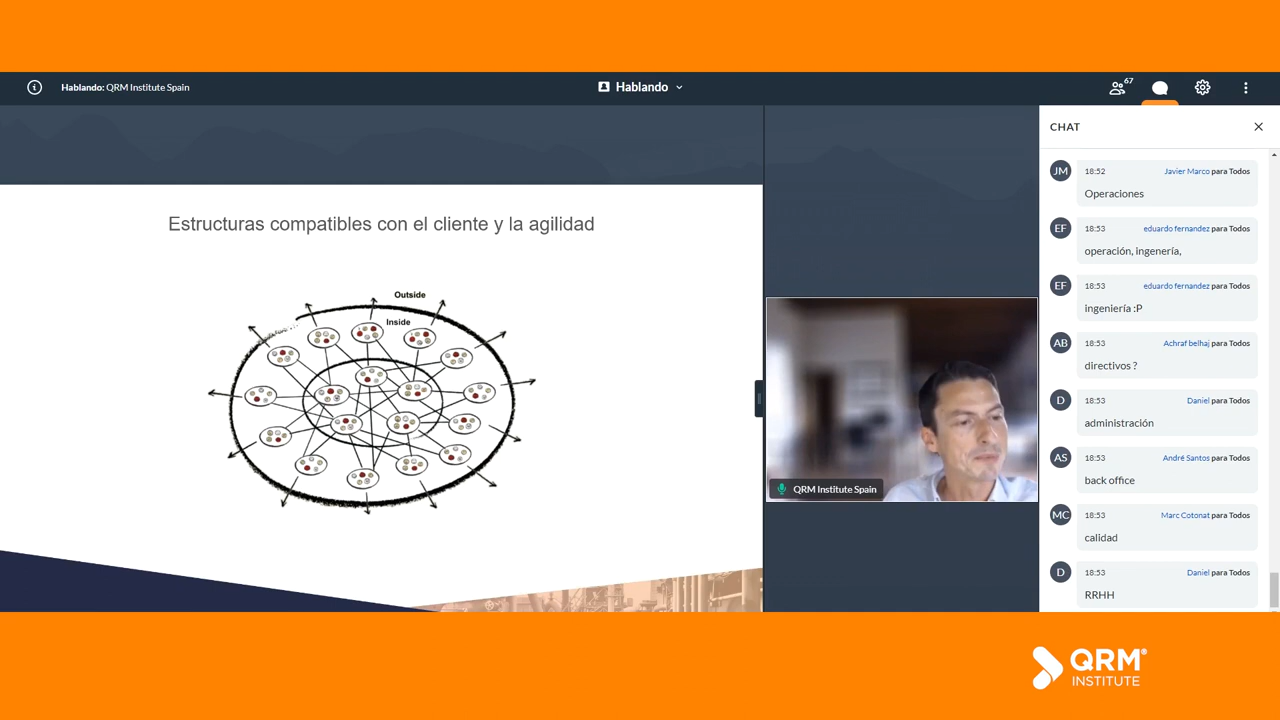 Hablando: QRM Institute Spain
Hablando
67
Estructuras compatibles con el cliente y la agilidad
Outside
Inside
QRM Institute Spain
CHAT
JM
18:52
Javier Marco para Todos
Operaciones
EF
18:53
eduardo fernandez para Todos
operación, ingenería,
EF
18:53
eduardo fernandez para Todos
ingeniería :P
AB
18:53
Achraf belhaj para Todos
directivos ?
D
18:53
Daniel para Todos
administración
AS
18:53
André Santos para Todos
back office
MC
18:53
Marc Cotonat para Todos
calidad
D
18:53
Daniel para Todos
RRHH
QRM®
INSTITUTE